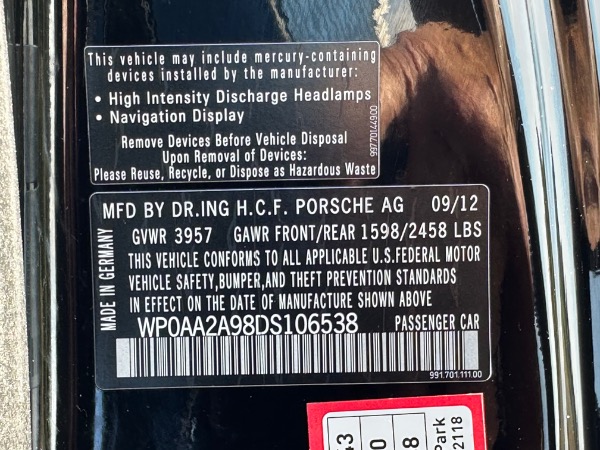 This vehicle may include mercury-containing
devices installed by the manufacturer:
• High Intensity Discharge Headlamps
• Navigation Display
Remove Devices Before Vehicle Disposal
Upon Removal of Devices:
Please Reuse, Recycle, or Dispose as Hazardous Waste
99770144900
MFD BY DR.ING H.C.F. PORSCHE AG 09/12
GVWR 3957 GAWR FRONT/REAR 1598/2458 LBS
THIS VEHICLE CONFORMS TO ALL APPLICABLE U.S.FEDERAL MOTOR
VEHICLE SAFETY,BUMPER,AND THEFT PREVENTION STANDARDS
IN EFFECT ON THE DATE OF MANUFACTURE SHOWN ABOVE
WP0AA2A98DS106538 PASSENGER CAR
991.701.111.00
MADE IN GERMANY
43
0
8
Park
2118